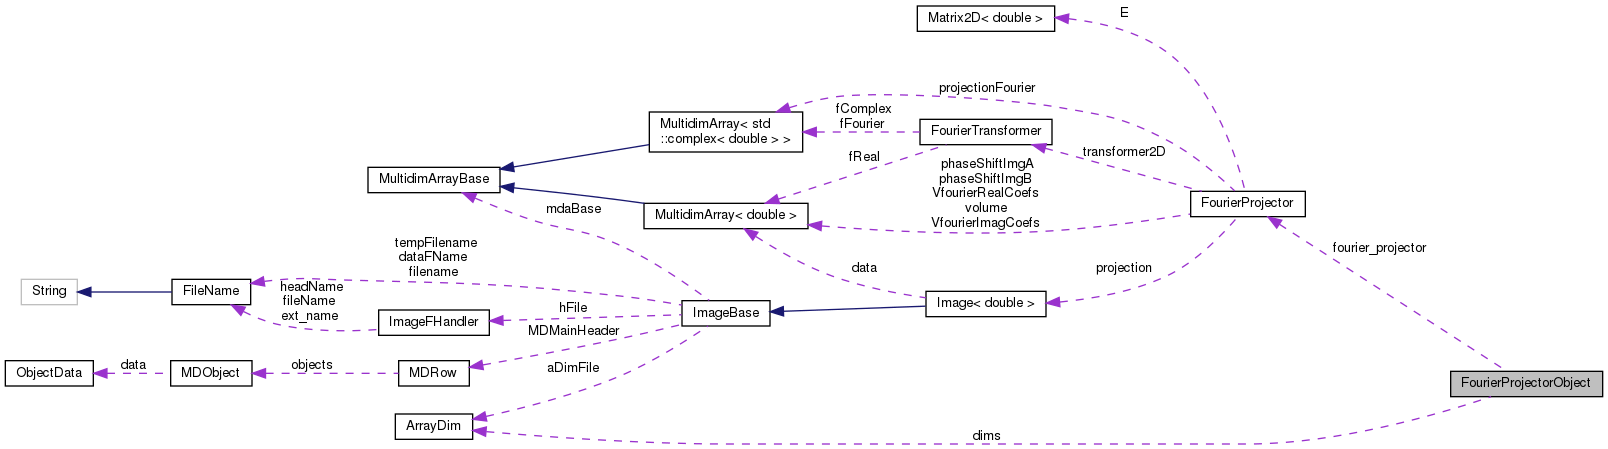 Matrix2D< double >
E
projectionFourier
MultidimArray< std
::complex< double > >
fComplex
fFourier
FourierTransformer
transformer2D
fReal
MultidimArrayBase
phaseShiftImgA
phaseShiftImgB
VfourierRealCoefs
volume
VfourierImagCoefs
FourierProjector
mdaBase
MultidimArray< double >
fourier_projector
tempFilename
dataFName
filename
data
projection
String
FileName
headName
fileName
ext_name
hFile
ImageBase
Image< double >
ImageFHandler
MDMainHeader
ObjectData
data
MDObject
objects
MDRow
aDimFile
FourierProjectorObject
ArrayDim
dims